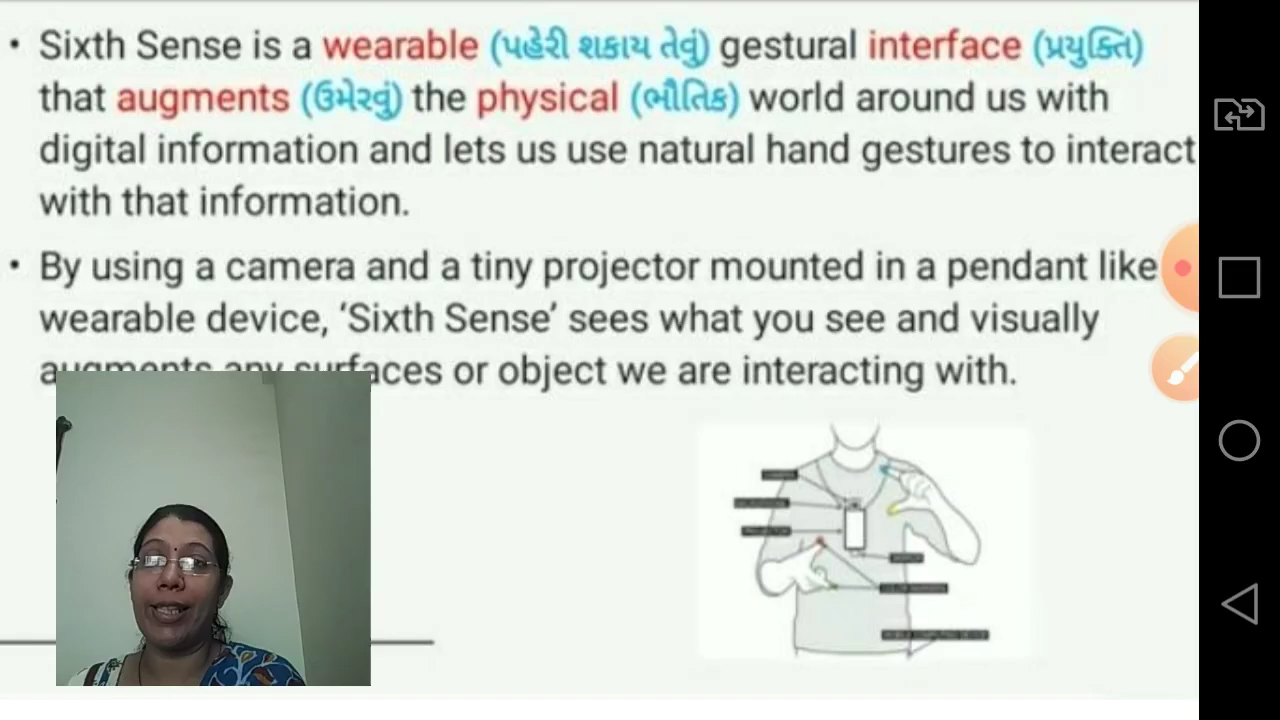 • Sixth Sense is a wearable (પહેરી શકાય તેવું) gestural interface (પ્રયુક્તિ)
that augments (ઉમેરવું) the physical (ભૌતિક) world around us with
digital information and lets us use natural hand gestures to interact
with that information.
• By using a camera and a tiny projector mounted in a pendant like
wearable device, ‘Sixth Sense’ sees what you see and visually
augments any surfaces or object we are interacting with.